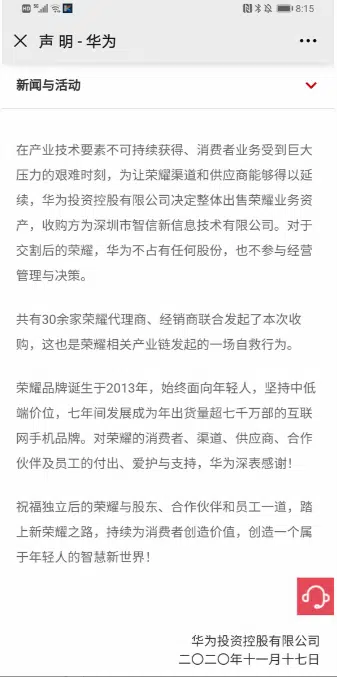 HD 5G 8:15
声 明 - 华为
新闻与活动
在产业技术要素不可持续获得、消费者业务受到巨大
压力的艰难时刻，为让荣耀渠道和供应商能够得以延
续，华为投资控股有限公司决定整体出售荣耀业务资
产，收购方为深圳市智信新信息技术有限公司。对于
交割后的荣耀，华为不占有任何股份，也不参与经营
管理与决策。
共有30余家荣耀代理商、经销商联合发起了本次收
购，这也是荣耀相关产业链发起的一场自救行为。
荣耀品牌诞生于2013年，始终面向年轻人，坚持中低
端价位，七年间发展成为年出货量超七千万部的互联
网手机品牌。对荣耀的消费者、渠道、供应商、合作
伙伴及员工的付出、爱护与支持，华为深表感谢！
祝福独立后的荣耀与股东、合作伙伴和员工一道，踏
上新荣耀之路，持续为消费者创造价值，创造一个属
于年轻人的智慧新世界！
华为投资控股有限公司
二〇二〇年十一月十七日